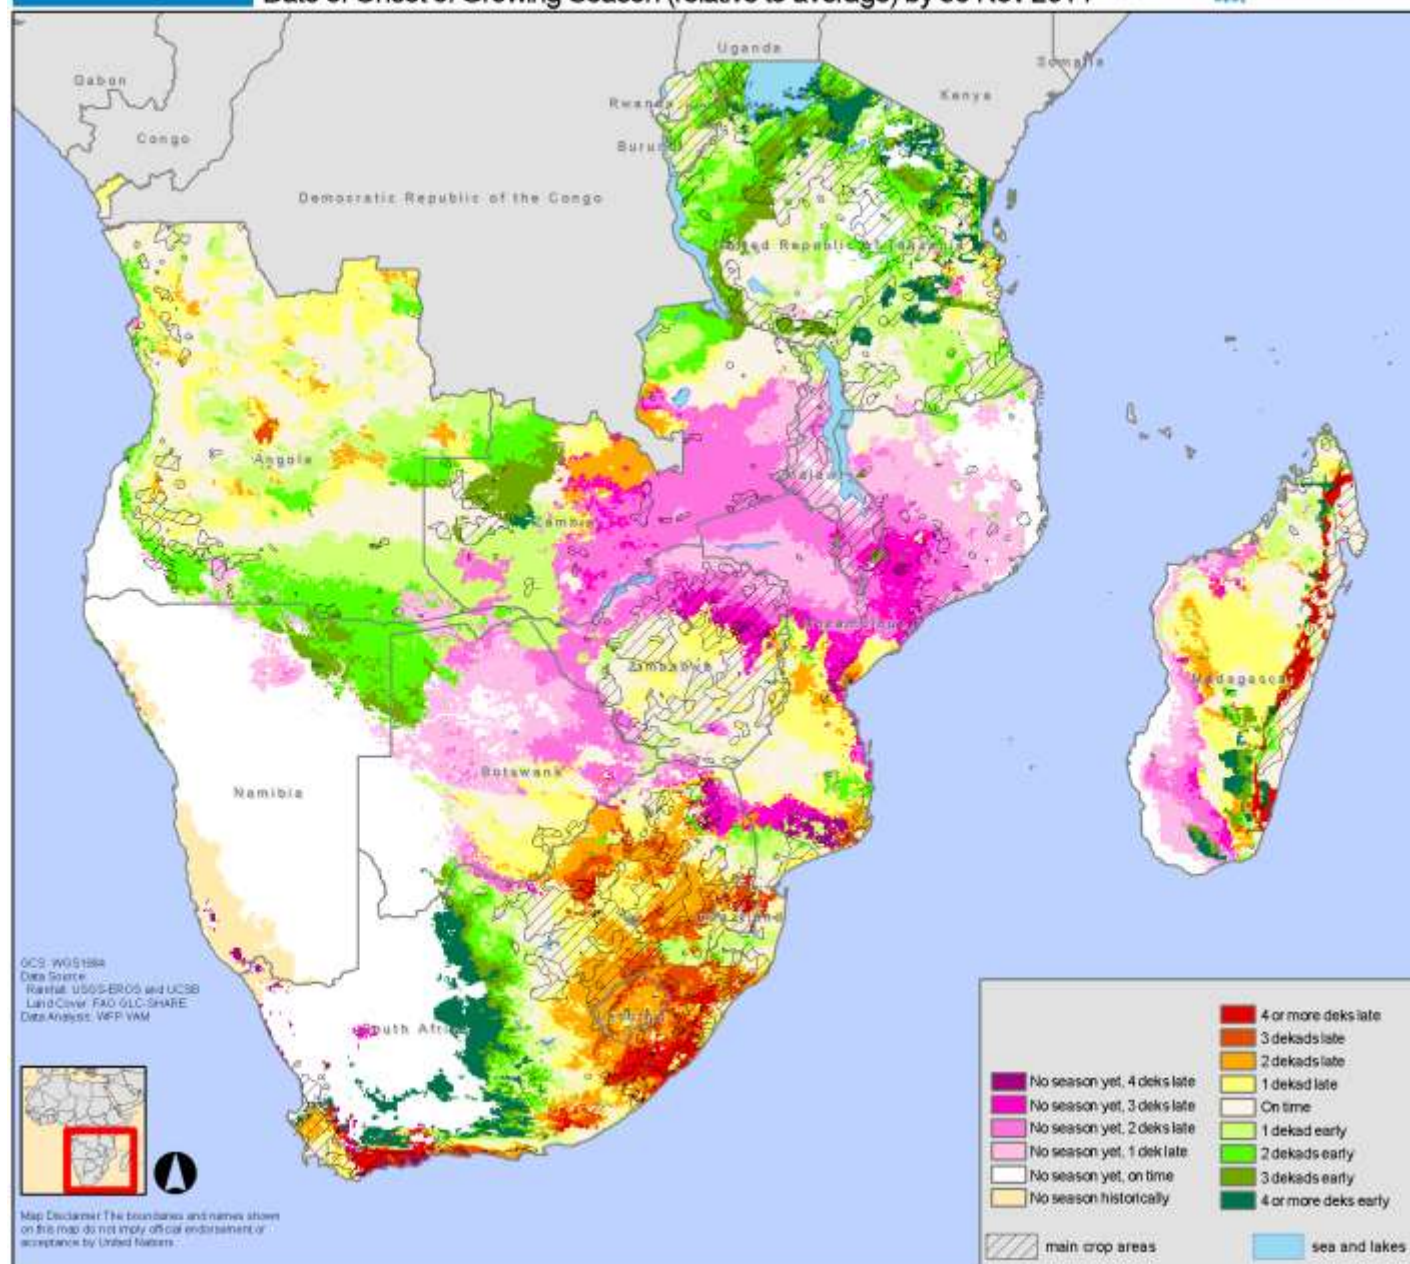 Date of Onset of Growing Season (relative to average) by 30 Nov 2014
Uganda
Somalia
Gabon
Kenya
Rwanda
Congo
Burundi
Democratic Republic of the Congo
United Republic of Tanzania
Angola
Malawi
Zambia
Mozambique
Zimbabwe
Madagascar
Botswana
Namibia
Swaziland
South Africa
Lesotho
GCS: WGS1984
Data Source:
Rainfall: USGS-EROS and UCSB
Land Cover: FAO GLC-SHARE
Data Analysis: WFP VAM
Map Disclaimer: The boundaries and names shown
on this map do not imply official endorsement or
acceptance by United Nations.
No season yet, 4 deks late
No season yet, 3 deks late
No season yet, 2 deks late
No season yet, 1 dek late
No season yet, on time
No season historically
4 or more deks late
3 dekads late
2 dekads late
1 dekad late
On time
1 dekad early
2 dekads early
3 dekads early
4 or more deks early
main crop areas
sea and lakes